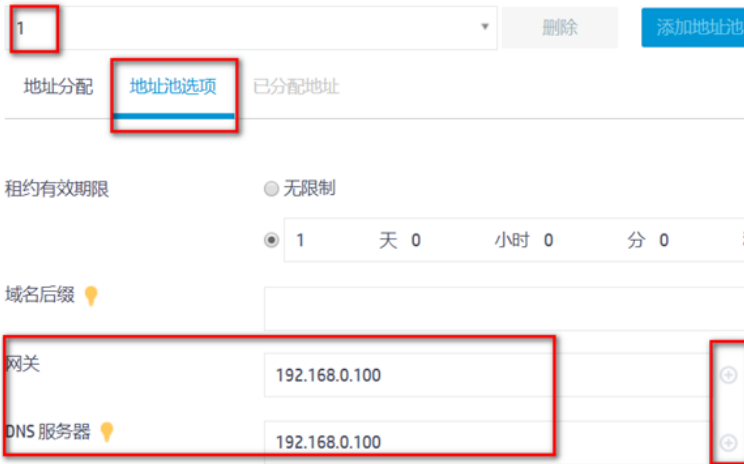 1 删除 添加地址池
地址分配 地址池选项 已分配地址
租约有效期限 无限制
1 天 0 小时 0 分 0
域名后缀
网关 192.168.0.100
DNS 服务器 192.168.0.100